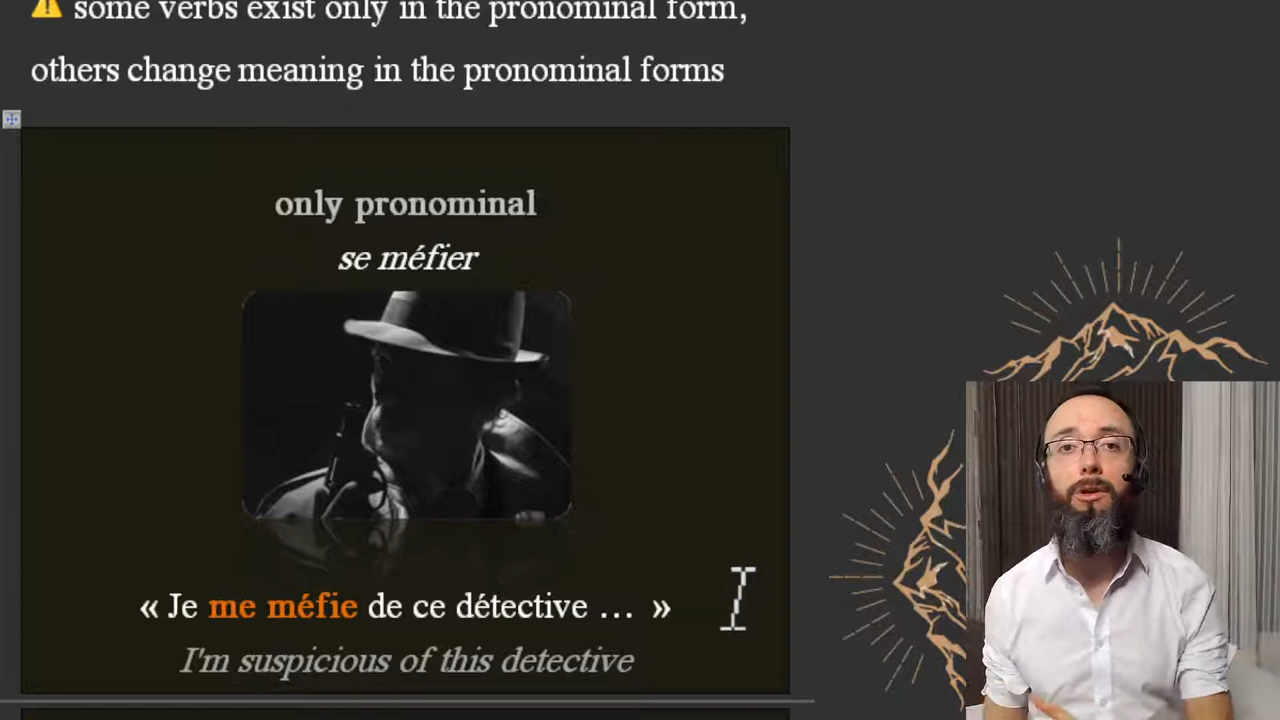 ⚠ some verbs exist only in the pronominal form,
others change meaning in the pronominal forms
only pronominal
se méfier
« Je me méfie de ce détective … »
I'm suspicious of this detective